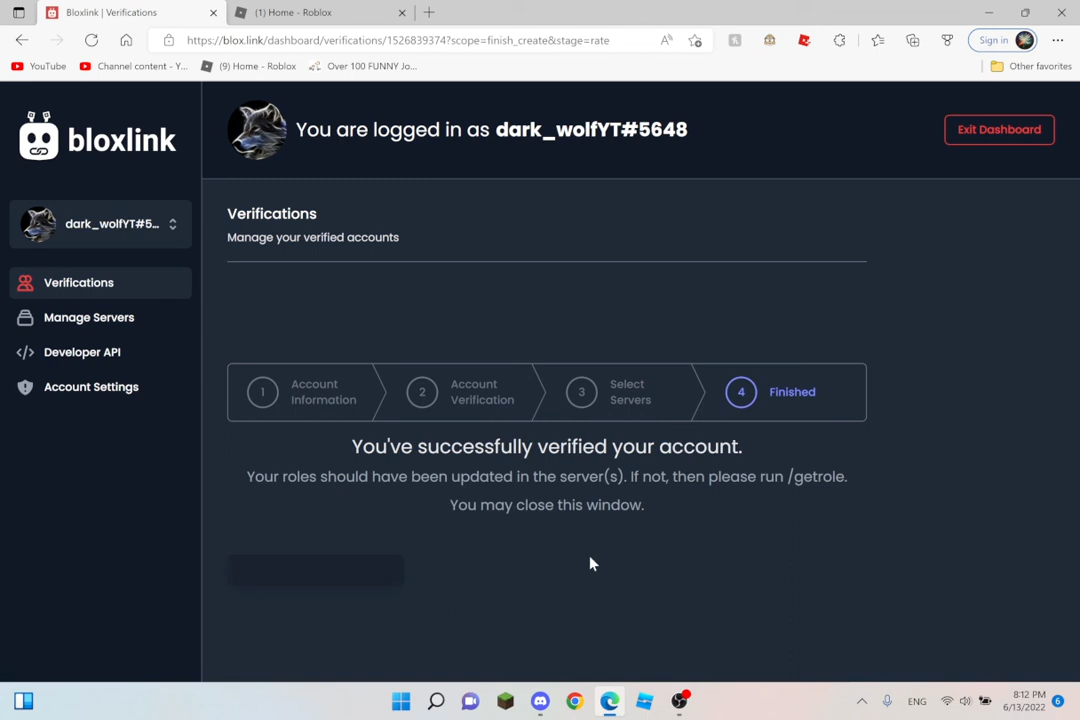 Bloxlink | Verifications
(1) Home - Roblox
https://blox.link/dashboard/verifications/1526839374?scope=finish_create&stage=rate
Sign in
YouTube
Channel content - Y...
(9) Home - Roblox
Over 100 FUNNY Jo...
Other favorites
bloxlink
You are logged in as dark_wolfYT#5648
Exit Dashboard
dark_wolfYT#5...
Verifications
Manage Servers
Developer API
Account Settings
Verifications
Manage your verified accounts
1
Account
Information
2
Account
Verification
3
Select
Servers
4
Finished
You've successfully verified your account.
Your roles should have been updated in the server(s). If not, then please run /getrole.
You may close this window.
ENG
8:12 PM
6/13/2022
6